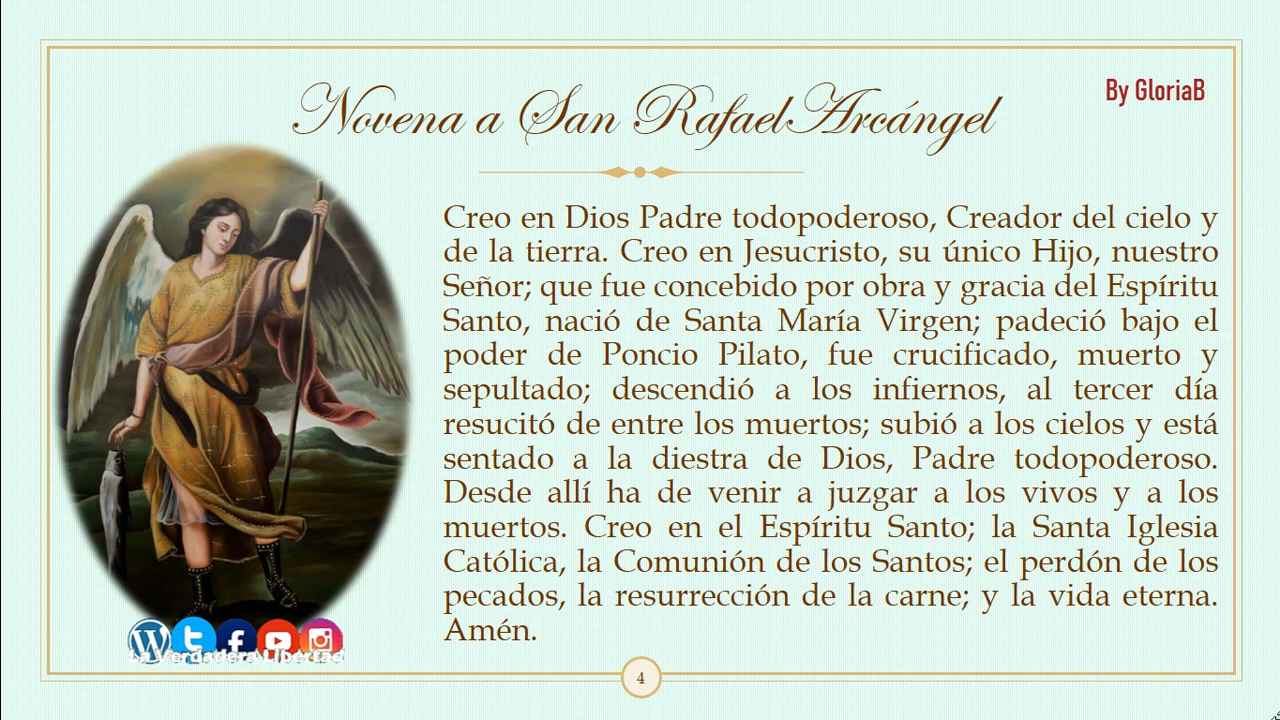 Novena a San Rafael Arcángel
By GloriaB
Creo en Dios Padre todopoderoso, Creador del cielo y
de la tierra. Creo en Jesucristo, su único Hijo, nuestro
Señor; que fue concebido por obra y gracia del Espíritu
Santo, nació de Santa María Virgen; padeció bajo el
poder de Poncio Pilato, fue crucificado, muerto y
sepultado; descendió a los infiernos, al tercer día
resucitó de entre los muertos; subió a los cielos y está
sentado a la diestra de Dios, Padre todopoderoso.
Desde allí ha de venir a juzgar a los vivos y a los
muertos. Creo en el Espíritu Santo; la Santa Iglesia
Católica, la Comunión de los Santos; el perdón de los
pecados, la resurrección de la carne; y la vida eterna.
Amén.
La Verdadera Libertad
4